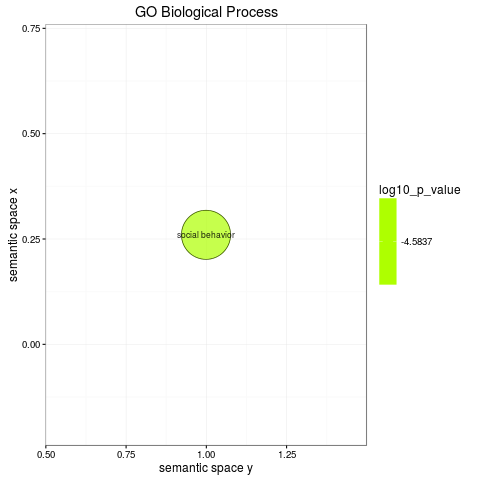 GO Biological Process
0.75
0.50
0.25
0.00
semantic space x
social behavior
0.50 0.75 1.00 1.25
semantic space y
log10_p_value
-4.5837